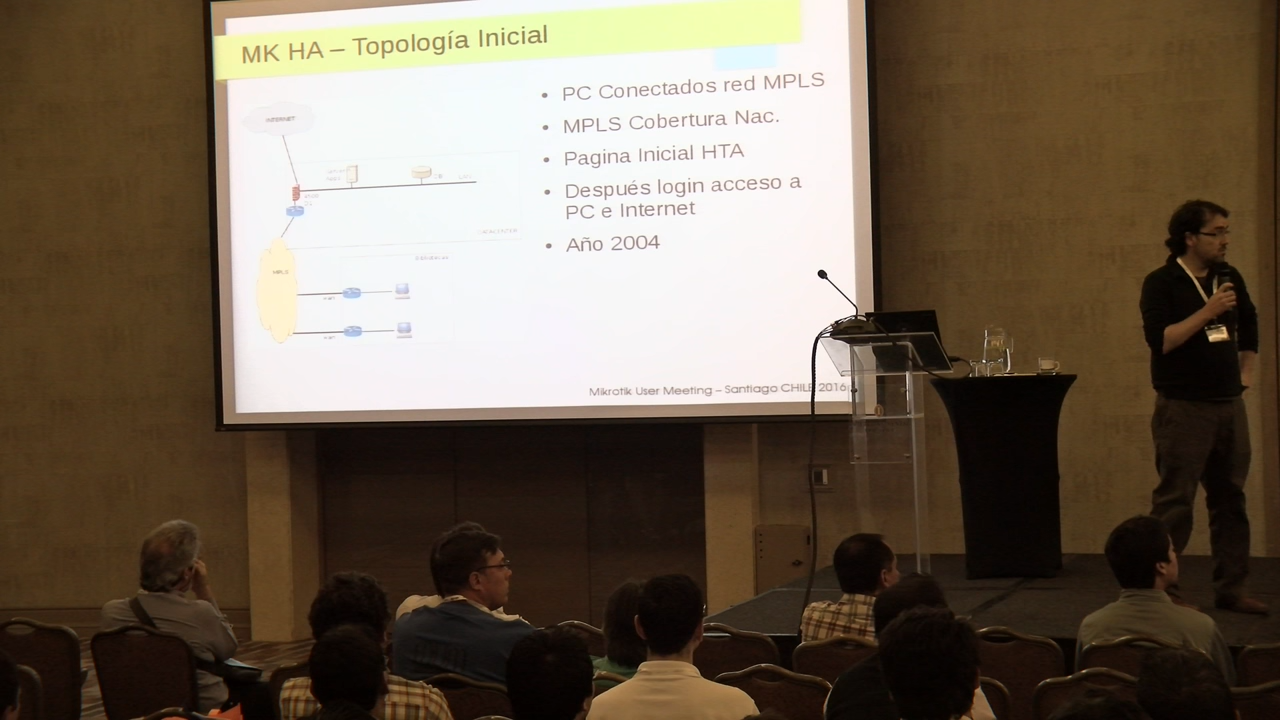 MK HA – Topología Inicial
• PC Conectados red MPLS
• MPLS Cobertura Nac.
• Pagina Inicial HTA
• Después login acceso a
PC e Internet
• Año 2004
INTERNET
DATACENTER
MPLS
Mikrotik User Meeting – Santiago CHILE 2016